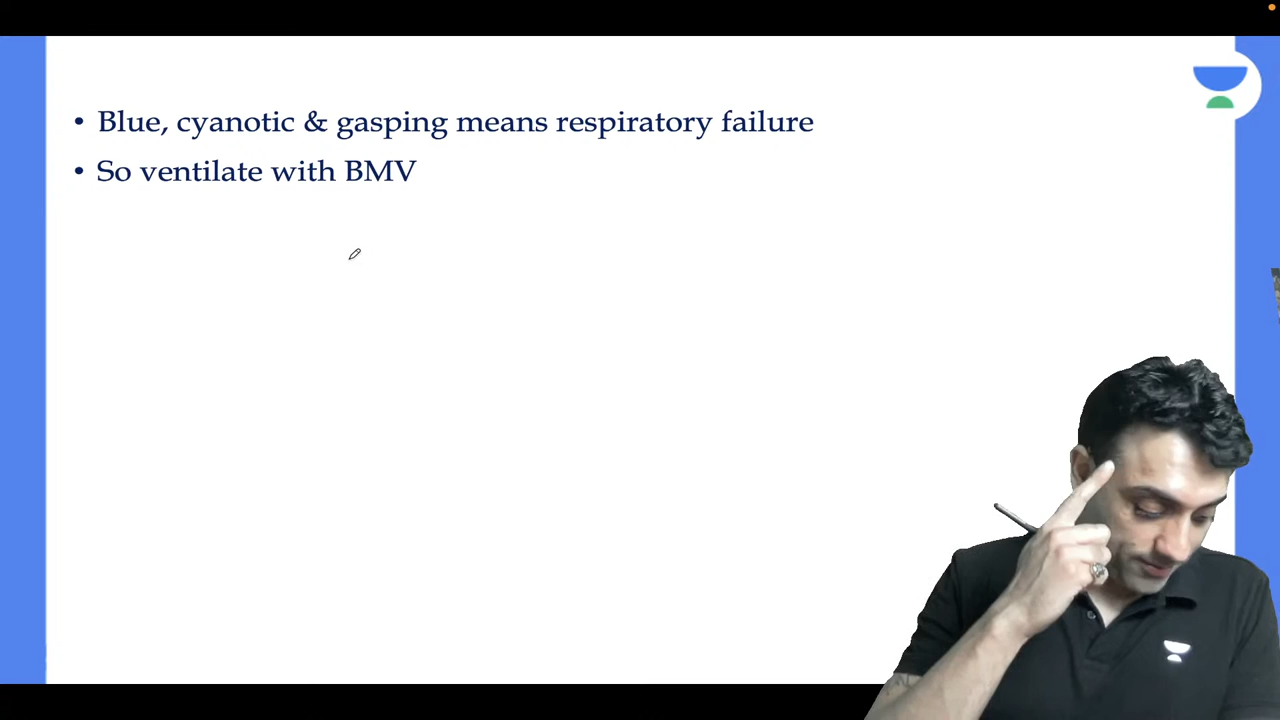 • Blue, cyanotic & gasping means respiratory failure
• So ventilate with BMV